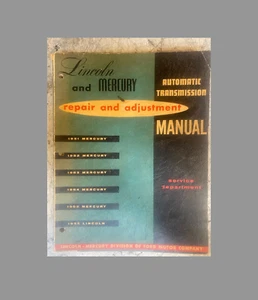 Lincoln
and MERCURY
AUTOMATIC
TRANSMISSION
repair and adjustment
MANUAL
1951 MERCURY
1952 MERCURY
1953 MERCURY
1954 MERCURY
1955 MERCURY
1955 LINCOLN
service
department
LINCOLN-MERCURY DIVISION OF FORD MOTOR COMPANY